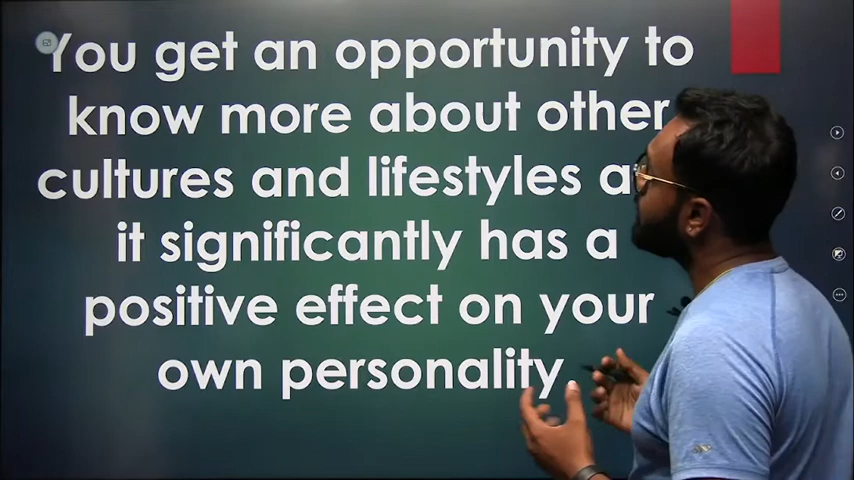 You get an opportunity to
know more about other
cultures and lifestyles
it significantly has a
positive effect on your
own personality